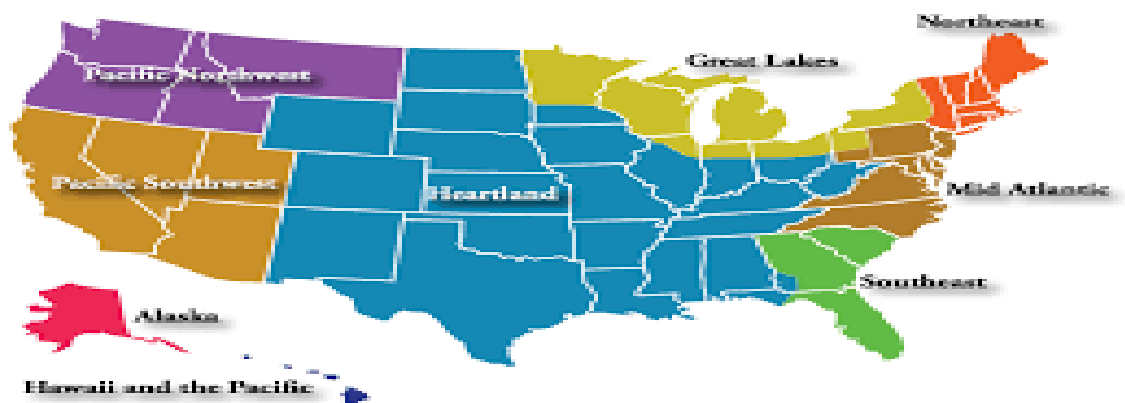 Northeast
Great Lakes
Pacific Northwest
Pacific Southwest
Heartland
Mid Atlantic
Southeast
Alaska
Hawaii and the Pacific